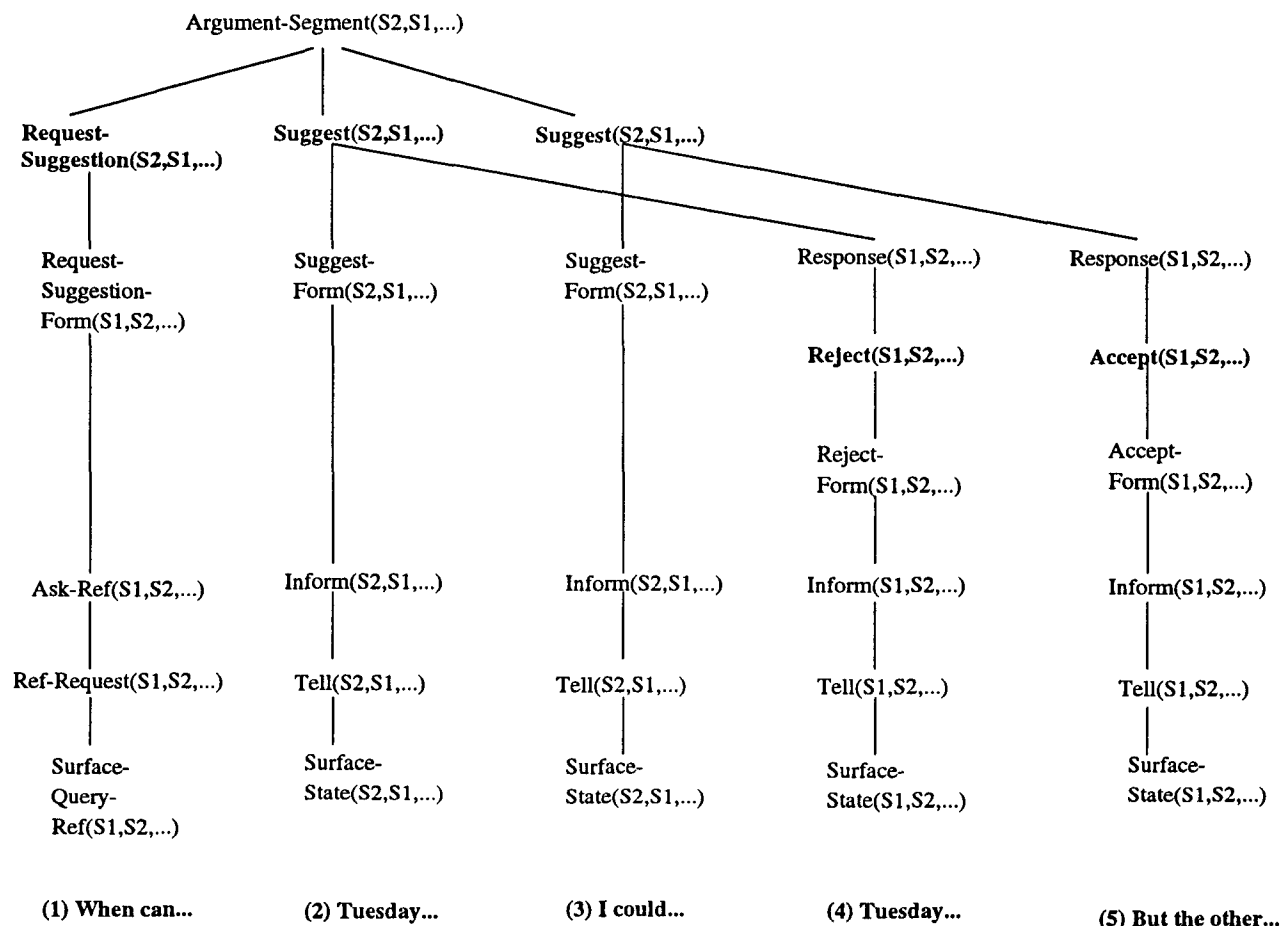 Argument-Segment(S2,S1,...)
Request-
Suggestion(S2,S1,...)
Suggest(S2,S1,...)
Suggest(S2,S1,...)
Request-
Suggestion-
Form(S1,S2,...)
Suggest-
Form(S2,S1,...)
Suggest-
Form(S2,S1,...)
Response(S1,S2,...)
Response(S1,S2,...)
Reject(S1,S2,...)
Accept(S1,S2,...)
Reject-
Form(S1,S2,...)
Accept-
Form(S1,S2,...)
Ask-Ref(S1,S2,...)
Inform(S2,S1,...)
Inform(S2,S1,...)
Inform(S1,S2,...)
Inform(S1,S2,...)
Ref-Request(S1,S2,...)
Tell(S2,S1,...)
Tell(S2,S1,...)
Tell(S1,S2,...)
Tell(S1,S2,...)
Surface-
Query-
Ref(S1,S2,...)
Surface-
State(S2,S1,...)
Surface-
State(S2,S1,...)
Surface-
State(S1,S2,...)
Surface-
State(S1,S2,...)
(1) When can...
(2) Tuesday...
(3) I could...
(4) Tuesday...
(5) But the other...